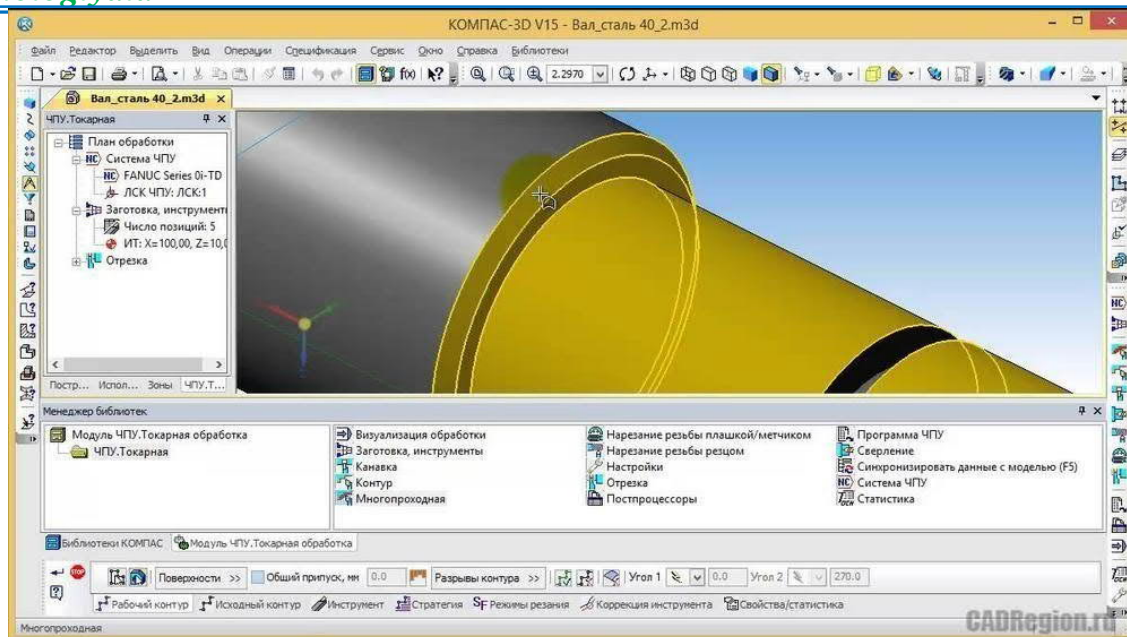 КОМПАС-3D V15 - Вал_сталь 40_2.m3d
Файл Редактор Выделить Вид Операции Спецификация Сервис Окно Справка Библиотеки
2.2970
Вал_сталь 40_2.m3d
ЧПУ.Токарная
План обработки
NC Система ЧПУ
NC FANUC Series 0i-TD
ЛСК ЧПУ: ЛСК:1
Заготовка, инструменты
Число позиций: 5
ИТ: X=100,00, Z=10,0
Отрезка
Постр... Испол... Зоны ЧПУ.Т...
Менеджер библиотек
Модуль ЧПУ.Токарная обработка
ЧПУ.Токарная
Визуализация обработки
Заготовка, инструменты
Канавка
Контур
Многопроходная
Нарезание резьбы плашкой/метчиком
Нарезание резьбы резцом
Настройки
Отрезка
Постпроцессоры
Программа ЧПУ
Сверление
Синхронизировать данные с моделью (F5)
NC Система ЧПУ
Статистика
Библиотеки КОМПАС Модуль ЧПУ.Токарная обработка
STOP Поверхности >> Общий припуск, мм 0.0 Разрывы контура >> Угол 1 0.0 Угол 2 270.0
Рабочий контур Исходный контур Инструмент Стратегия SF Режимы резания Коррекция инструмента Свойства/статистика
Многопроходная
CADRegion.ru